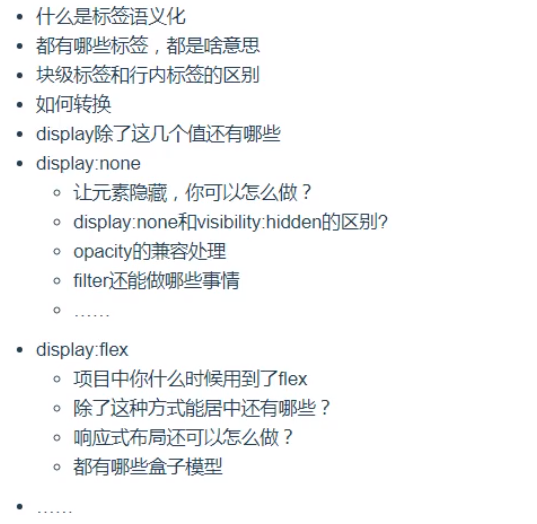 什么是标签语义化
都有哪些标签，都是啥意思
块级标签和行内标签的区别
如何转换
display除了这几个值还有哪些
display:none
让元素隐藏，你可以怎么做？
display:none和visibility:hidden的区别?
opacity的兼容处理
filter还能做哪些事情
……
display:flex
项目中你什么时候用到了flex
除了这种方式能居中还有哪些？
响应式布局还可以怎么做？
都有哪些盒子模型
……